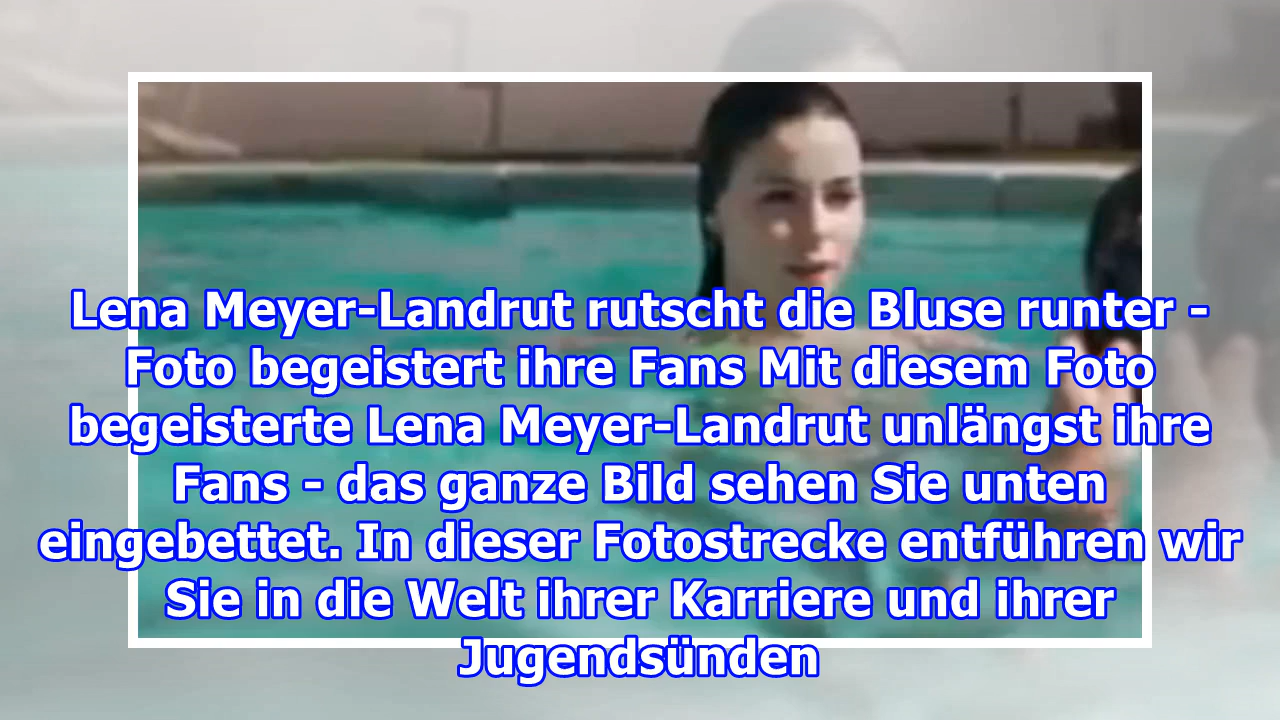 Lena Meyer-Landrut rutscht die Bluse runter -
Foto begeistert ihre Fans Mit diesem Foto
begeisterte Lena Meyer-Landrut unlängst ihre
Fans - das ganze Bild sehen Sie unten
eingebettet. In dieser Fotostrecke entführen wir
Sie in die Welt ihrer Karriere und ihrer
Jugendsünden